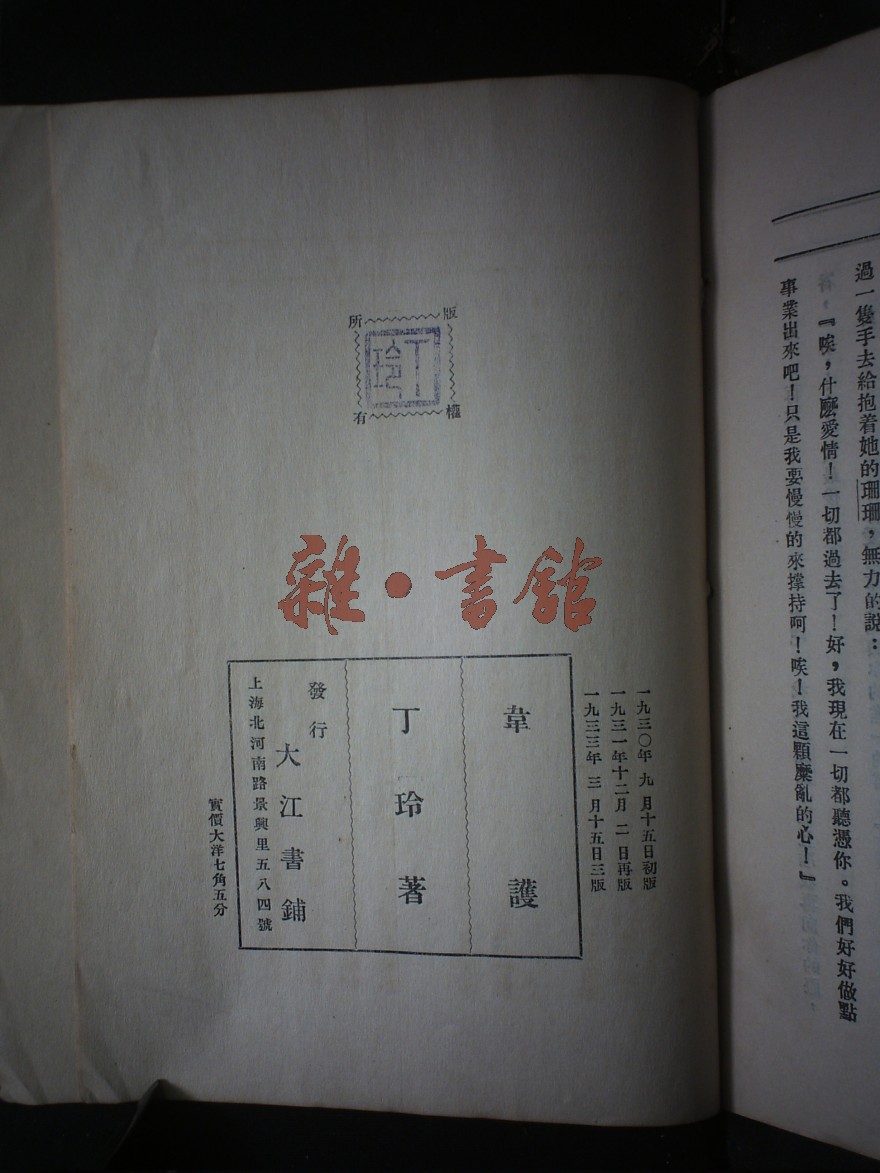 過一隻手去給抱着她的珊珊，無力的說：
『唉，什麽愛情！一切都過去了！好，我現在一切都聽憑你。我們好好做點
事業出來吧！只是我要慢慢的來撐持呵！唉！我這顆糜亂的心！』
版權所有
丁玲
雜·書館
一九三〇年九月十五日初版
一九三一年十二月二日再版
一九三三年三月十五日三版
韋護
丁玲著
發行
大江書鋪
上海北河南路景興里五八四號
實價大洋七角五分